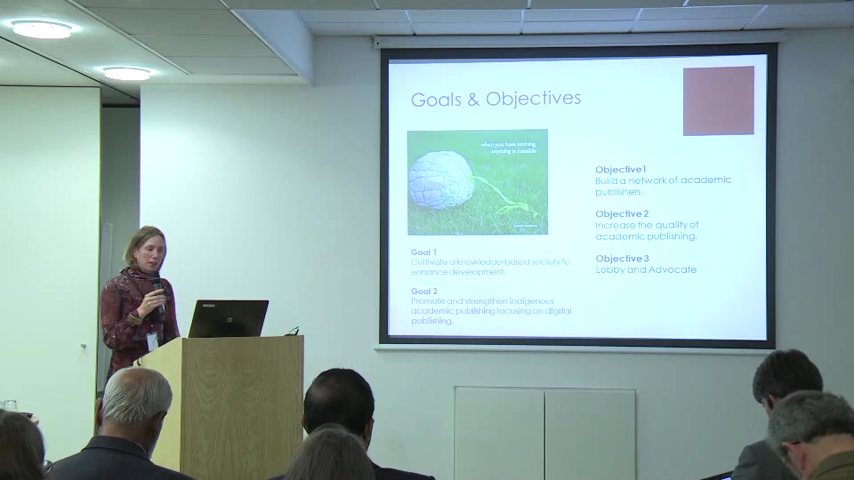 Goals & Objectives
when you have nothing,
anything is possible
Goal 1
Cultivate a knowledge-based society to
enhance development.
Goal 2
Promote and strengthen indigenous
academic publishing focusing on digital
publishing.
Objective1
Build a network of academic
publishers.
Objective 2
Increase the quality of
academic publishing.
Objective 3
Lobby and Advocate